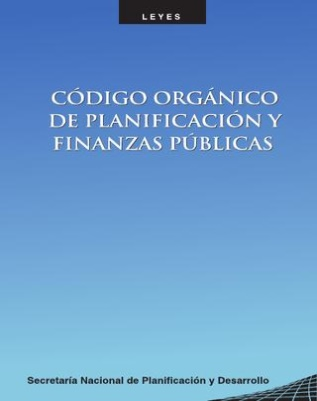 LEYES
CÓDIGO ORGÁNICO
DE PLANIFICACIÓN Y
FINANZAS PÚBLICAS
Secretaría Nacional de Planificación y Desarrollo